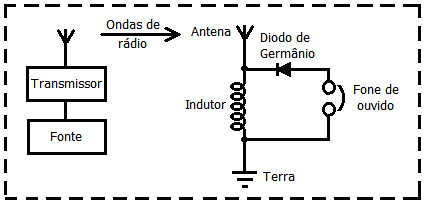 Ondas de
rádio
Antena
Diodo de
Germânio
Transmissor
Indutor
Fone de
ouvido
Fonte
Terra